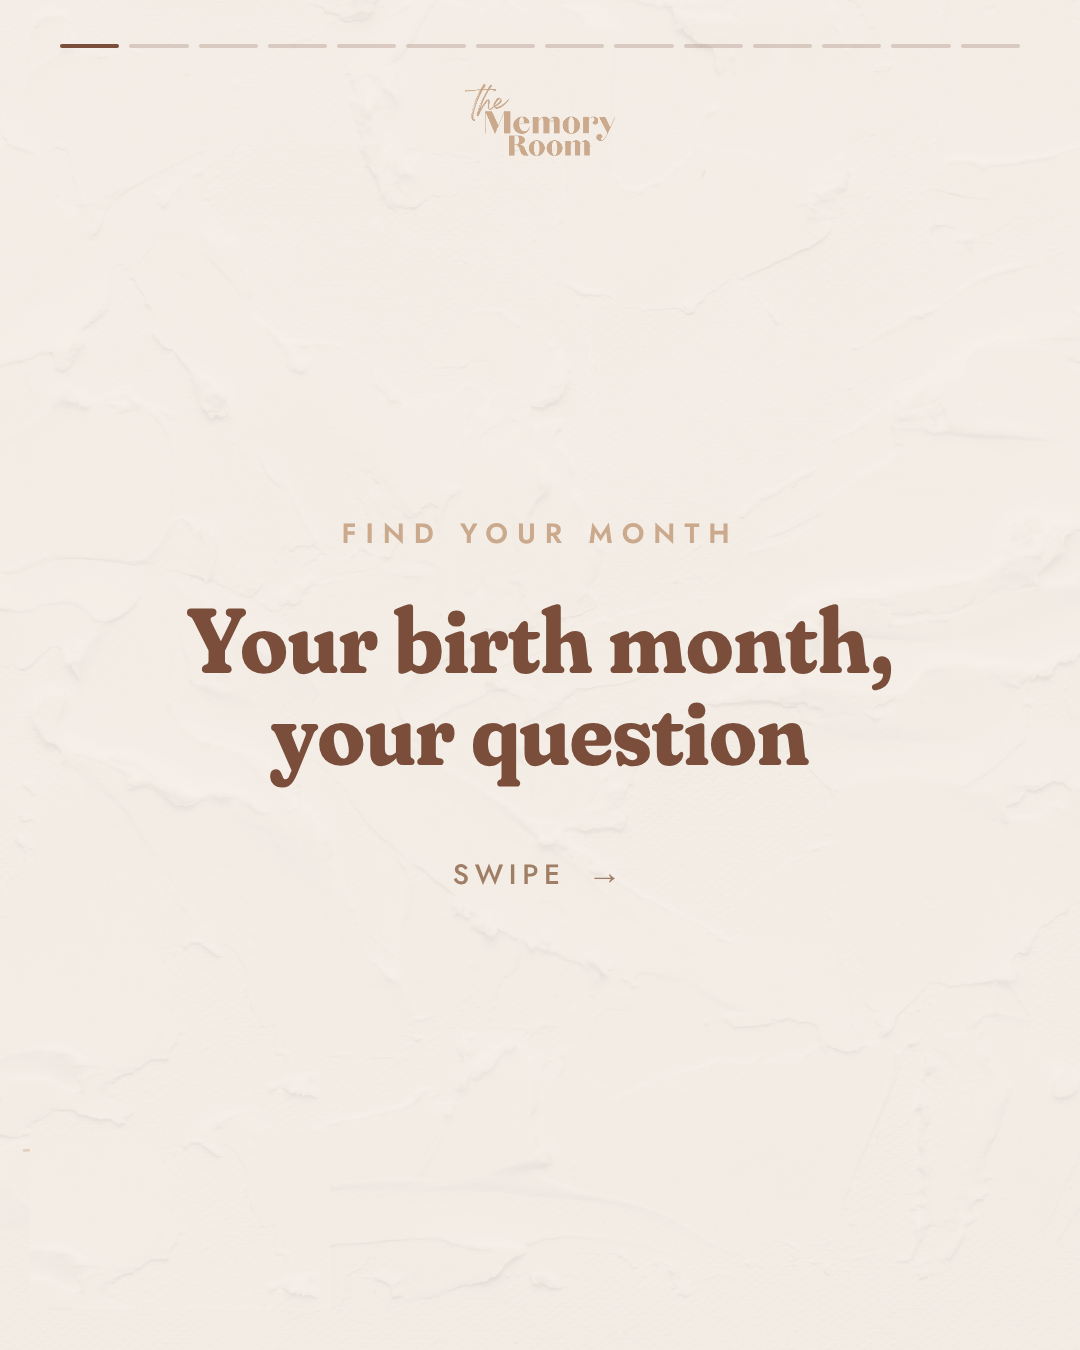 the
Memory
Room
FIND YOUR MONTH
Your birth month,
your question
SWIPE →